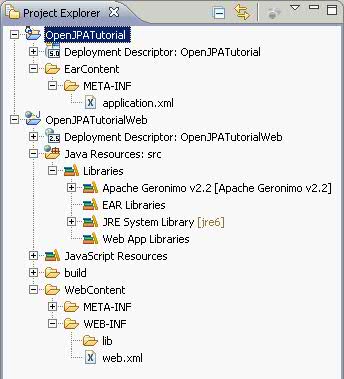 Project Explorer
OpenJPATutorial
5.0 Deployment Descriptor: OpenJPATutorial
EarContent
META-INF
application.xml
OpenJPATutorialWeb
2.5 Deployment Descriptor: OpenJPATutorialWeb
Java Resources: src
Libraries
Apache Geronimo v2.2 [Apache Geronimo v2.2]
EAR Libraries
JRE System Library [jre6]
Web App Libraries
JavaScript Resources
build
WebContent
META-INF
WEB-INF
lib
web.xml